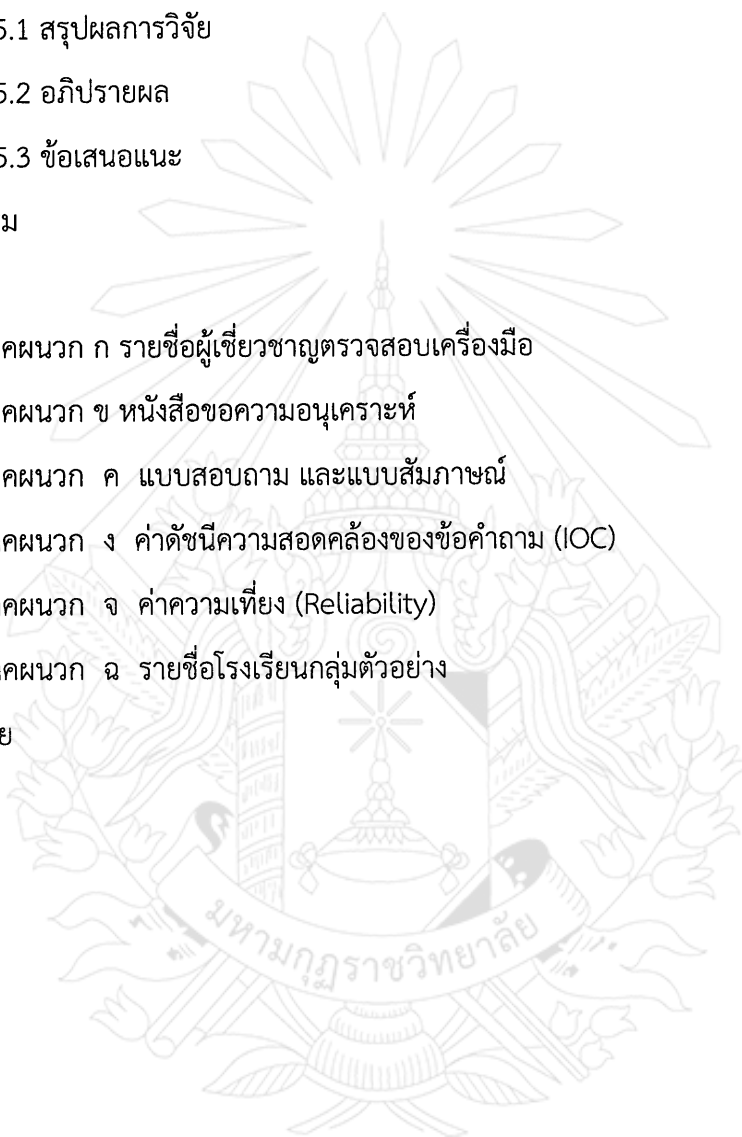 5.1 สรุปผลการวิจัย
5.2 อภิปรายผล
5.3 ข้อเสนอแนะ
ม
คผนวก ก รายชื่อผู้เชี่ยวชาญตรวจสอบเครื่องมือ
คผนวก ข หนังสือขอความอนุเคราะห์
คผนวก ค แบบสอบถาม และแบบสัมภาษณ์
คผนวก ง ค่าดัชนีความสอดคล้องของข้อคำถาม (IOC)
คผนวก จ ค่าความเที่ยง (Reliability)
คผนวก ฉ รายชื่อโรงเรียนกลุ่มตัวอย่าง
ย
มหามกุฏราชวิทยาลัย